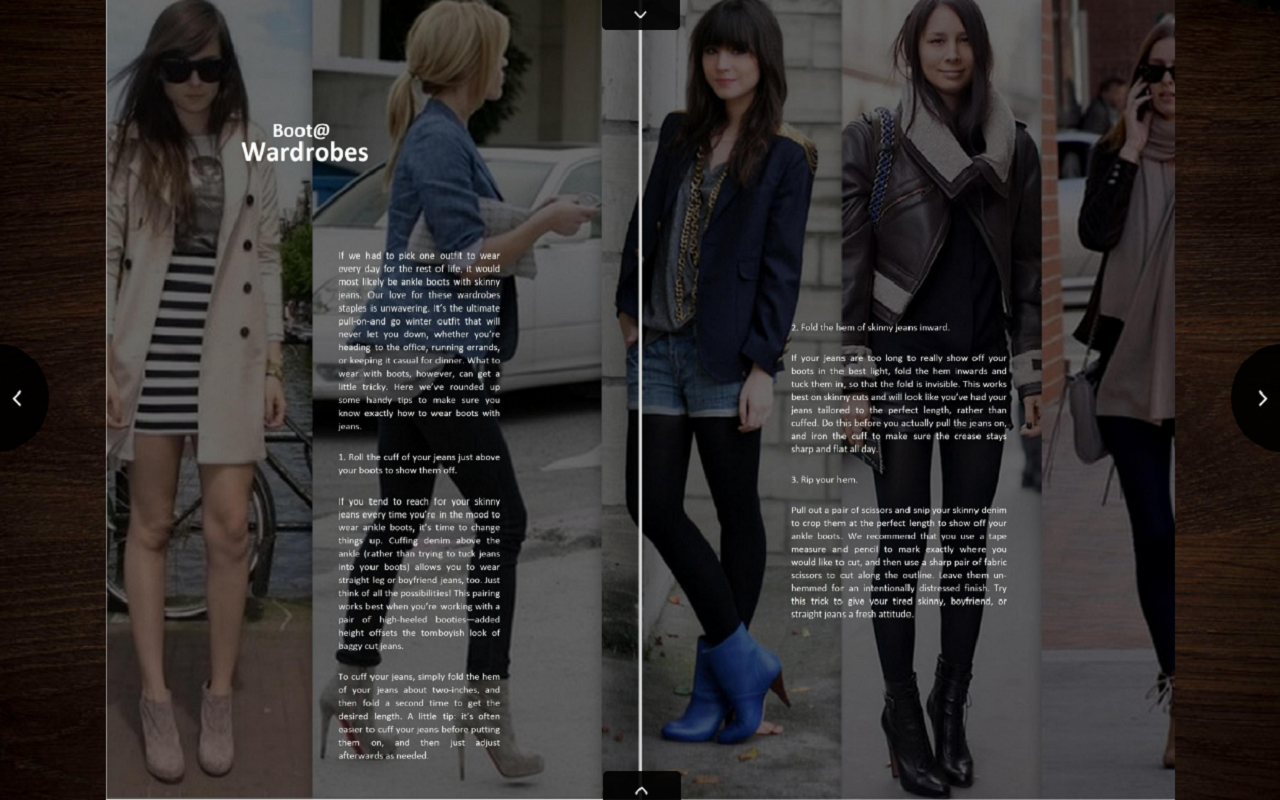 Boot@
Wardrobes
If we had to pick one outfit to wear
every day for the rest of life, it would
most likely be ankle boots with skinny
jeans. Our love for these wardrobes
staples is unwavering. It's the ultimate
pull-on-and go winter outfit that will
never let you down, whether you're
heading to the office, running errands,
or keeping it casual for dinner. What to
wear with boots, however, can get a
little tricky. Here we've rounded up
some handy tips to make sure you
know exactly how to wear boots with
jeans.
1. Roll the cuff of your jeans just above
your boots to show them off.
If you tend to reach for your skinny
jeans every time you're in the mood to
wear ankle boots, it's time to change
things up. Cuffing denim above the
ankle (rather than trying to tuck jeans
into your boots) allows you to wear
straight leg or boyfriend jeans, too. Just
think of all the possibilities! This pairing
works best when you're working with a
pair of high-heeled booties—added
height offsets the tomboyish look of
baggy cut jeans.
To cuff your jeans, simply fold the hem
of your jeans about two-inches, and
then fold a second time to get the
desired length. A little tip: it's often
easier to cuff your jeans before putting
them on, and then just adjust
afterwards as needed.
2. Fold the hem of skinny jeans inward.
If your jeans are too long to really show off your
boots in the best light, fold the hem inwards and
tuck them in, so that the fold is invisible. This works
best on skinny cuts and will look like you've had your
jeans tailored to the perfect length, rather than
cuffed. Do this before you actually pull the jeans on,
and iron the cuff to make sure the crease stays
sharp and flat all day.
3. Rip your hem.
Pull out a pair of scissors and snip your skinny denim
to crop them at the perfect length to show off your
ankle boots. We recommend that you use a tape
measure and pencil to mark exactly where you
would like to cut, and then use a sharp pair of fabric
scissors to cut along the outline. Leave them un-
hemmed for an intentionally distressed finish. Try
this trick to give your tired skinny, boyfriend, or
straight jeans a fresh attitude.